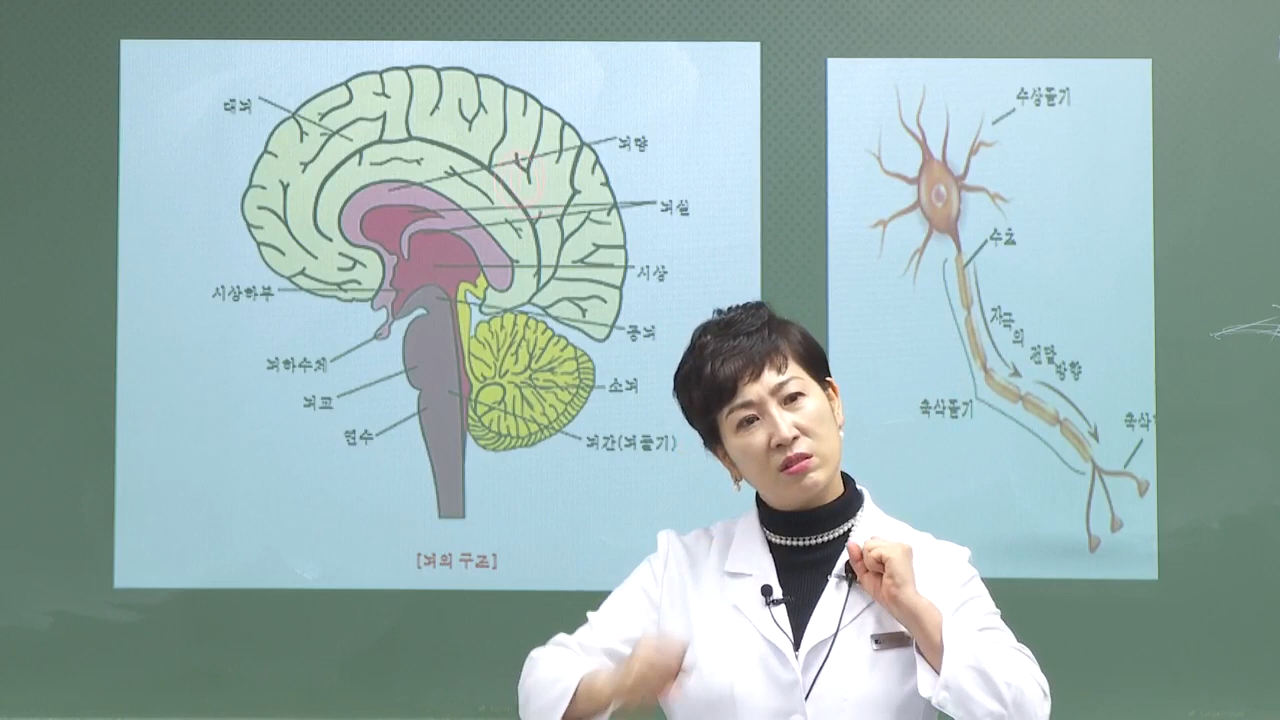 대뇌
뇌량
뇌실
시상
시상하부
중뇌
뇌하수체
소뇌
뇌교
연수
뇌간(뇌줄기)
[뇌의 구조]
수상돌기
수초
자극
의
전달
방향
축삭돌기
축삭